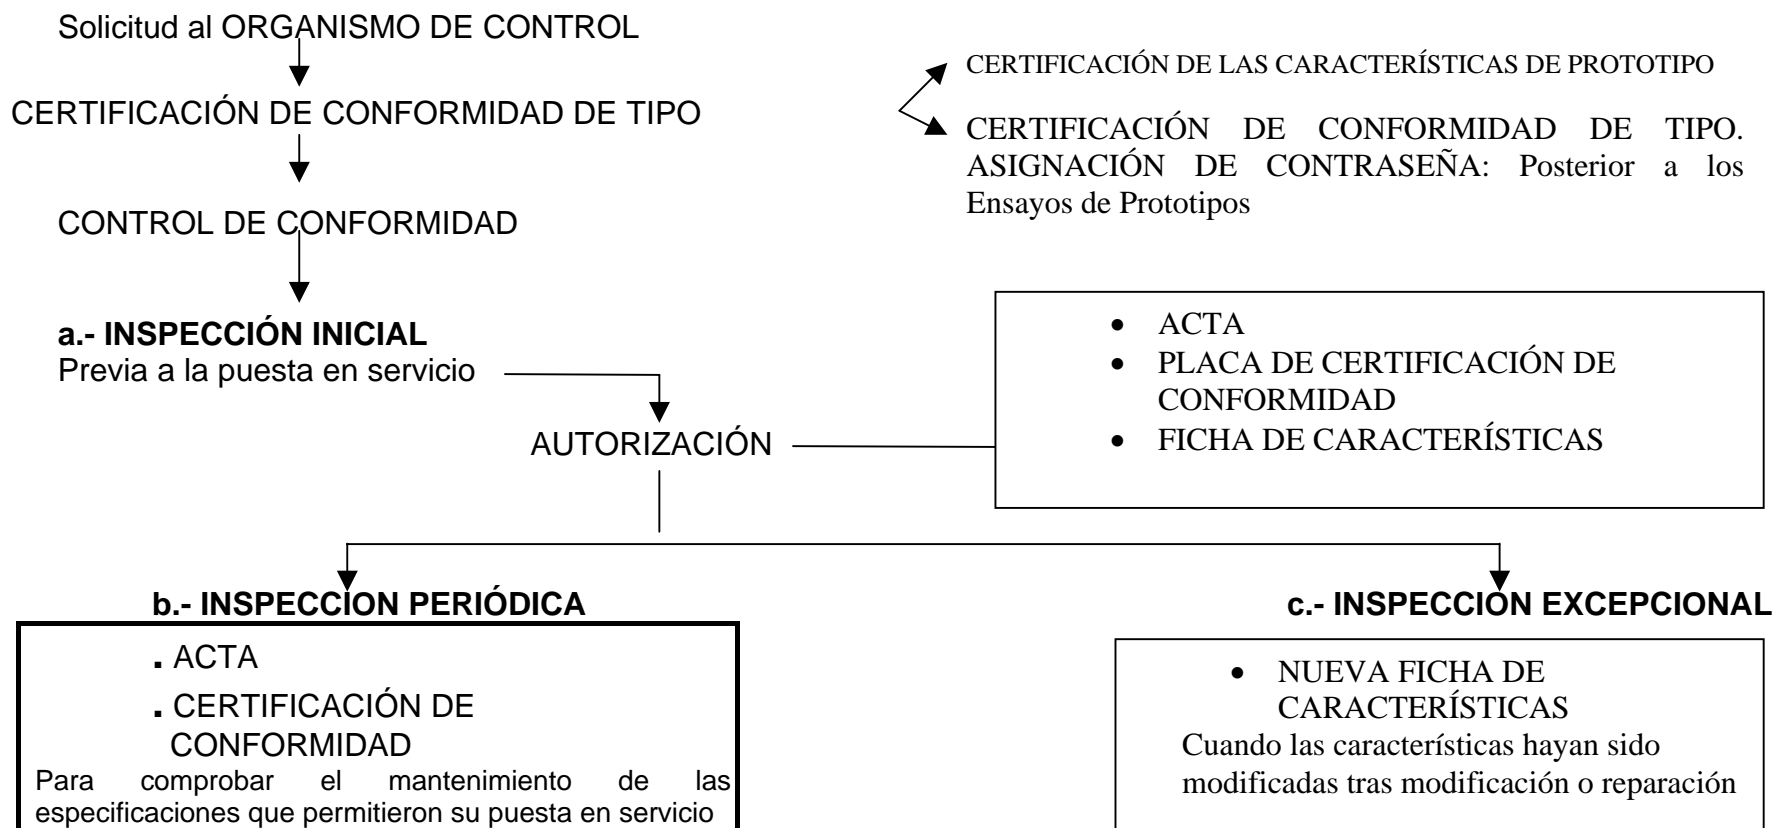 Solicitud al ORGANISMO DE CONTROL
CERTIFICACIÓN DE CONFORMIDAD DE TIPO
CERTIFICACIÓN DE LAS CARACTERÍSTICAS DE PROTOTIPO
CERTIFICACIÓN DE CONFORMIDAD DE TIPO.
ASIGNACIÓN DE CONTRASEÑA: Posterior a los
Ensayos de Prototipos
CONTROL DE CONFORMIDAD
a.- INSPECCIÓN INICIAL
Previa a la puesta en servicio
AUTORIZACIÓN
• ACTA
• PLACA DE CERTIFICACIÓN DE
CONFORMIDAD
• FICHA DE CARACTERÍSTICAS
b.- INSPECCION PERIÓDICA
. ACTA
. CERTIFICACIÓN DE
CONFORMIDAD
Para comprobar el mantenimiento de las
especificaciones que permitieron su puesta en servicio
c.- INSPECCIÓN EXCEPCIONAL
• NUEVA FICHA DE
CARACTERÍSTICAS
Cuando las características hayan sido
modificadas tras modificación o reparación